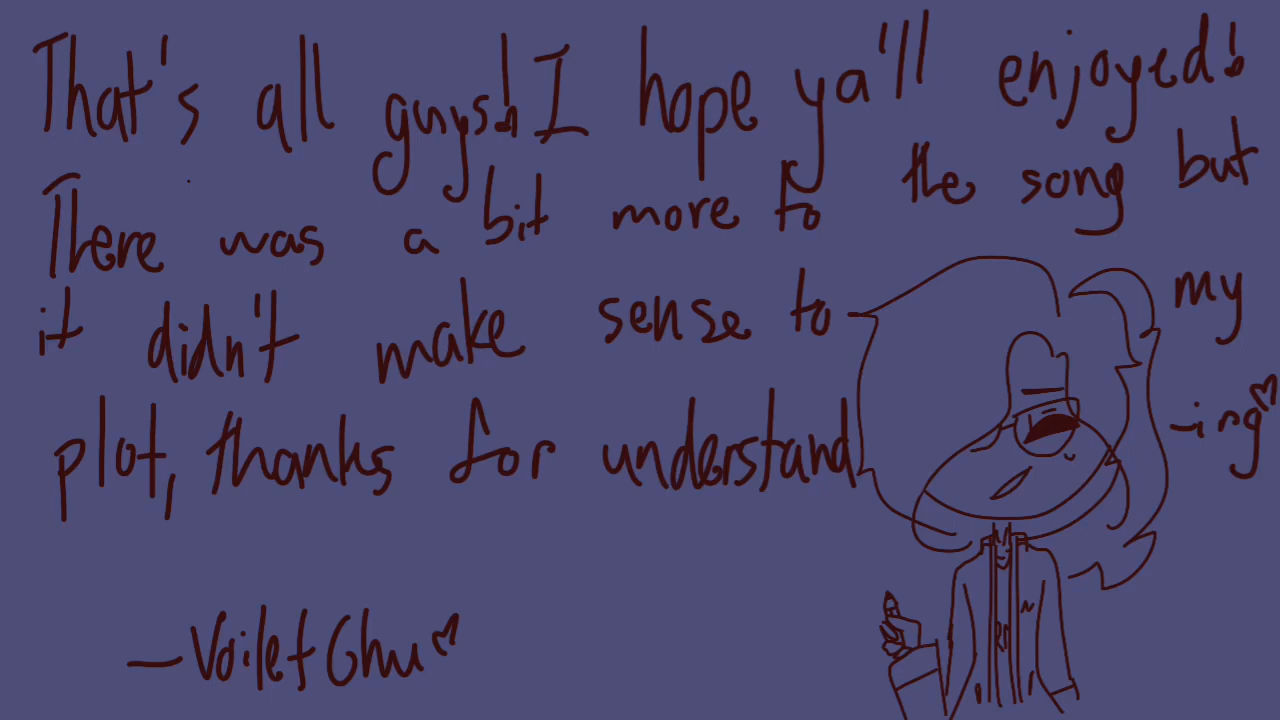 That's all guys! I hope ya'll enjoyed!
There was a bit more to the song but
it didn't make sense to my
plot, thanks for understand-ing♡
-VoiletGhu♡